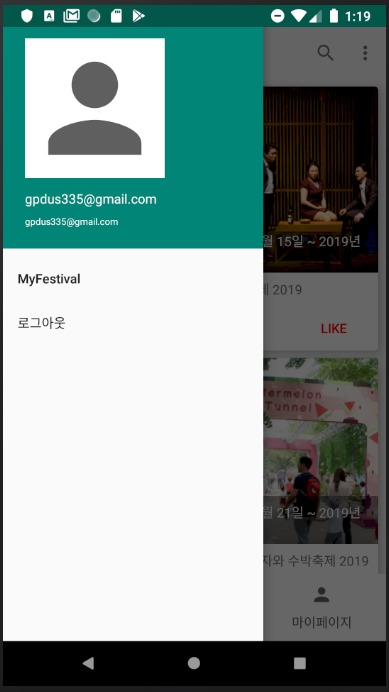 1:19
gpdus335@gmail.com
gpdus335@gmail.com
MyFestival
로그아웃
월 15일 ~ 2019년
2019
LIKE
Tunnel
월 21일 ~ 2019년
자와 수박축제 2019
마이페이지